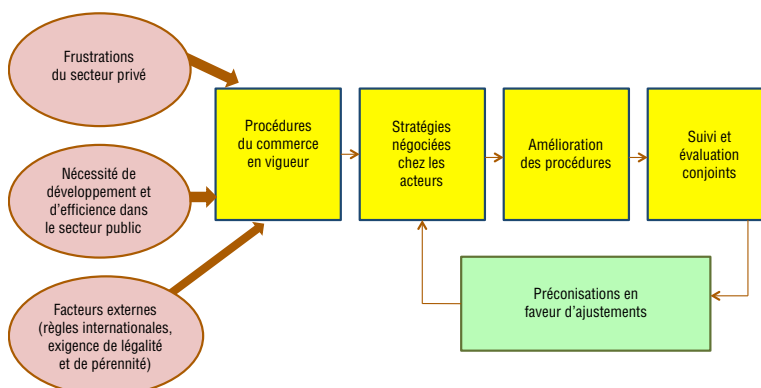 Frustrations
du secteur privé
Nécessité de
développement et
d'efficience dans
le secteur public
Facteurs externes
(règles internationales,
exigence de légalité
et de pérennité)
Procédures
du commerce
en vigueur
Stratégies
négociées
chez les
acteurs
Amélioration
des procédures
Suivi et
évaluation
conjoints
Préconisations en
faveur d'ajustements